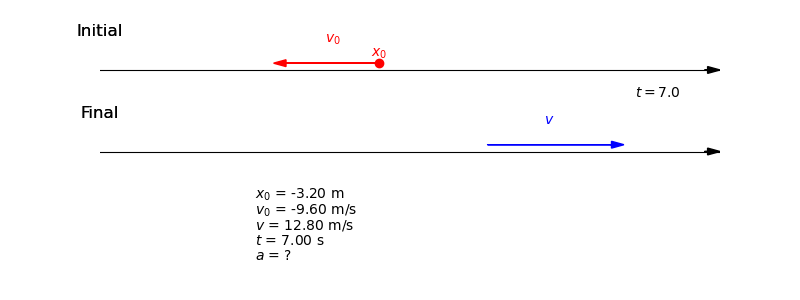 Initial
v₀
x₀
t = 7.0
Final
v
x₀ = -3.20 m
v₀ = -9.60 m/s
v = 12.80 m/s
t = 7.00 s
a = ?